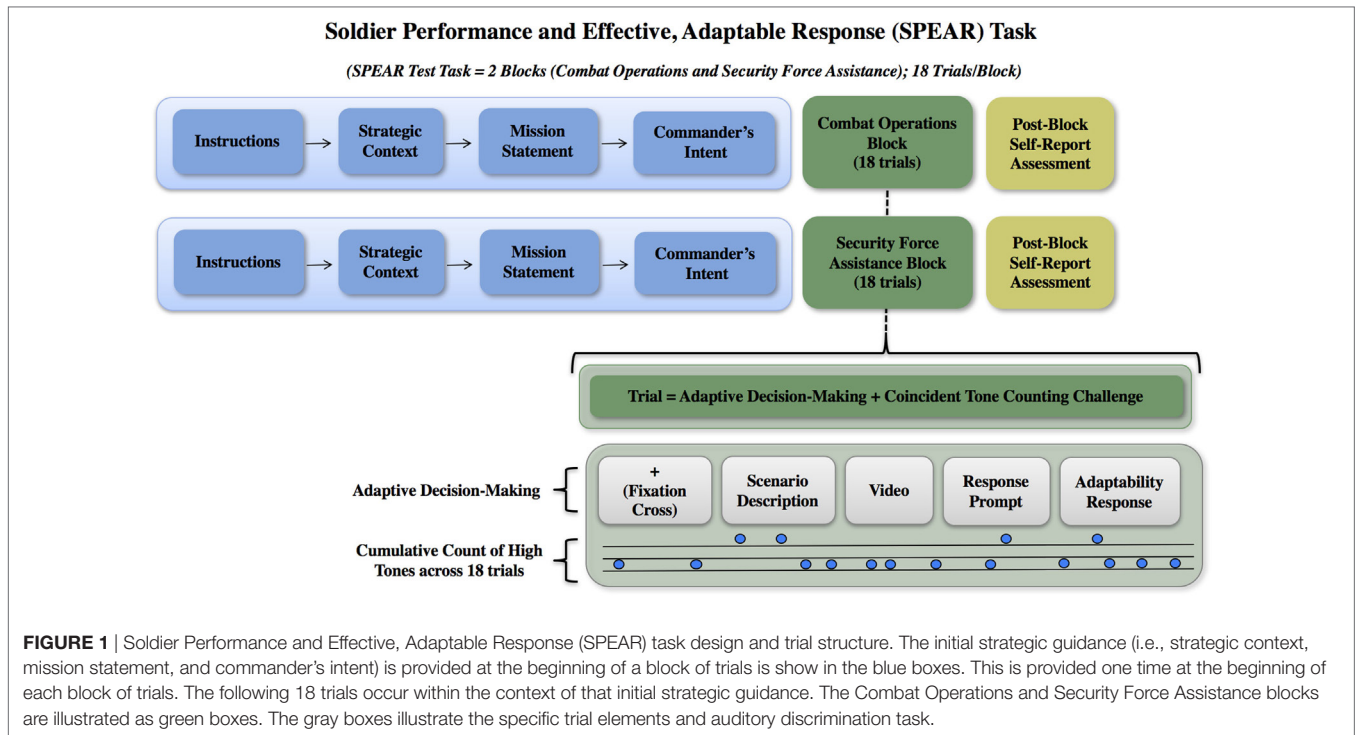 Soldier Performance and Effective, Adaptable Response (SPEAR) Task
(SPEAR Test Task = 2 Blocks (Combat Operations and Security Force Assistance); 18 Trials/Block)
Instructions
Strategic
Context
Mission
Statement
Commander's
Intent
Combat Operations
Block
(18 trials)
Post-Block
Self-Report
Assessment
Instructions
Strategic
Context
Mission
Statement
Commander's
Intent
Security Force
Assistance Block
(18 trials)
Post-Block
Self-Report
Assessment
Trial = Adaptive Decision-Making + Coincident Tone Counting Challenge
Adaptive Decision-Making
+
(Fixation
Cross)
Scenario
Description
Video
Response
Prompt
Adaptability
Response
Cumulative Count of High
Tones across 18 trials
FIGURE 1 | Soldier Performance and Effective, Adaptable Response (SPEAR) task design and trial structure. The initial strategic guidance (i.e., strategic context,
mission statement, and commander's intent) is provided at the beginning of a block of trials is show in the blue boxes. This is provided one time at the beginning of
each block of trials. The following 18 trials occur within the context of that initial strategic guidance. The Combat Operations and Security Force Assistance blocks
are illustrated as green boxes. The gray boxes illustrate the specific trial elements and auditory discrimination task.